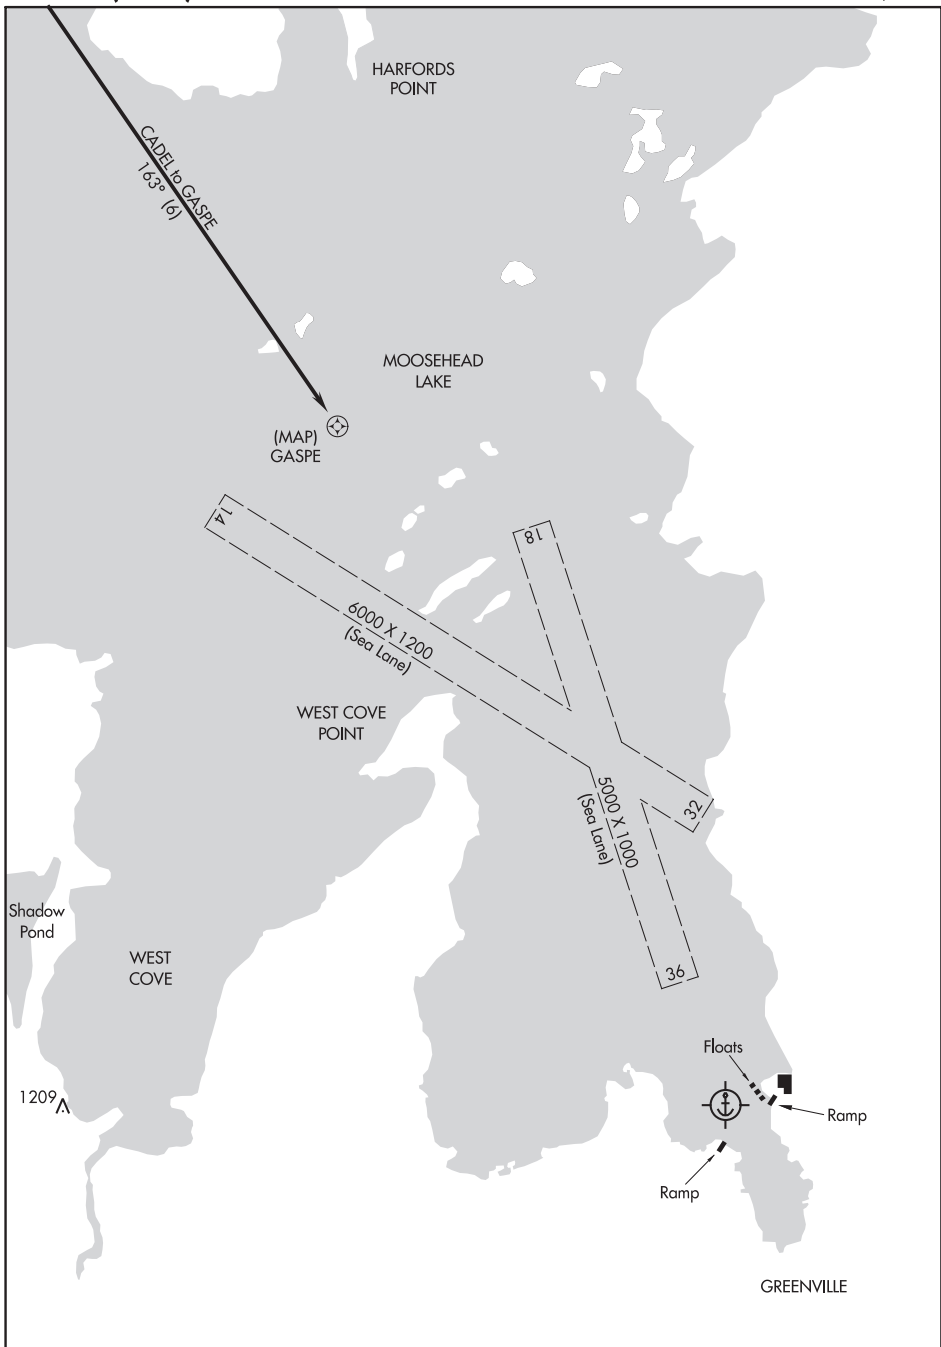 HARFORDS
POINT
CADEL to GASPE
163° (6)
MOOSEHEAD
LAKE
(MAP)
GASPE
14
18
6000 X 1200
(Sea Lane)
WEST COVE
POINT
5000 X 1000
(Sea Lane)
32
Shadow
Pond
WEST
COVE
36
Floats
1209
Ramp
Ramp
GREENVILLE